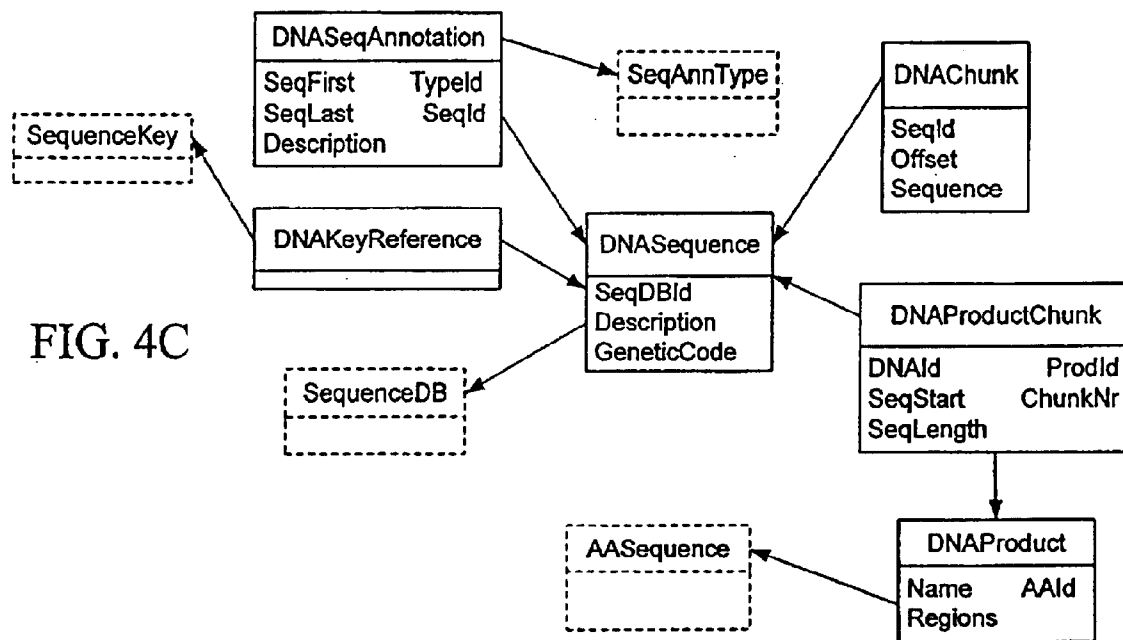 DNASeqAnnotation
SeqFirst TypeId
SeqLast SeqId
Description
SeqAnnType
DNAChunk
SeqId
Offset
Sequence
SequenceKey
DNAKeyReference
DNASequence
SeqDBId
Description
GeneticCode
DNAProductChunk
DNAId ProdId
SeqStart ChunkNr
SeqLength
FIG. 4C
SequenceDB
AASequence
DNAProduct
Name AAId
Regions